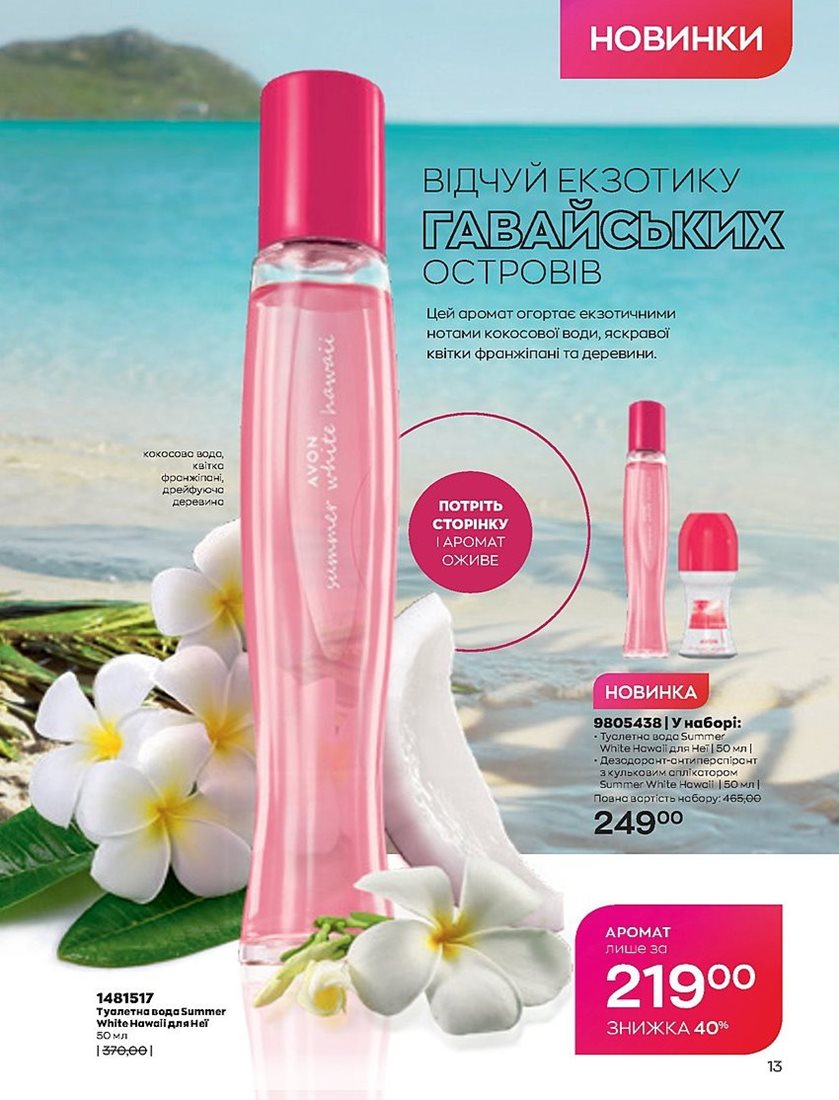 НОВИНКИ
ВІДЧУЙ ЕКЗОТИКУ
ГАВАЙСЬКИХ
ОСТРОВІВ
Цей аромат огортає екзотичними
нотами кокосової води, яскравої
квітки франжіпані та деревини.
AVON
summer white hawaii
кокосова вода,
квітка
франжіпані,
дрейфуюча
деревина
ПОТРІТЬ
СТОРІНКУ
І АРОМАТ
ОЖИВЕ
AVON
НОВИНКА
9805438 | У наборі:
• Туалетна вода Summer
White Hawaii для Неї | 50 мл |
• Дезодорант-антиперспірант
з кульковим аплікатором
Summer White Hawaii | 50 мл |
Повна вартість набору: 465,00
249⁰⁰
АРОМАТ
лише за
219⁰⁰
ЗНИЖКА 40%
1481517
Туалетна вода Summer
White Hawaii для Неї
50 мл
| 370,00 |
13